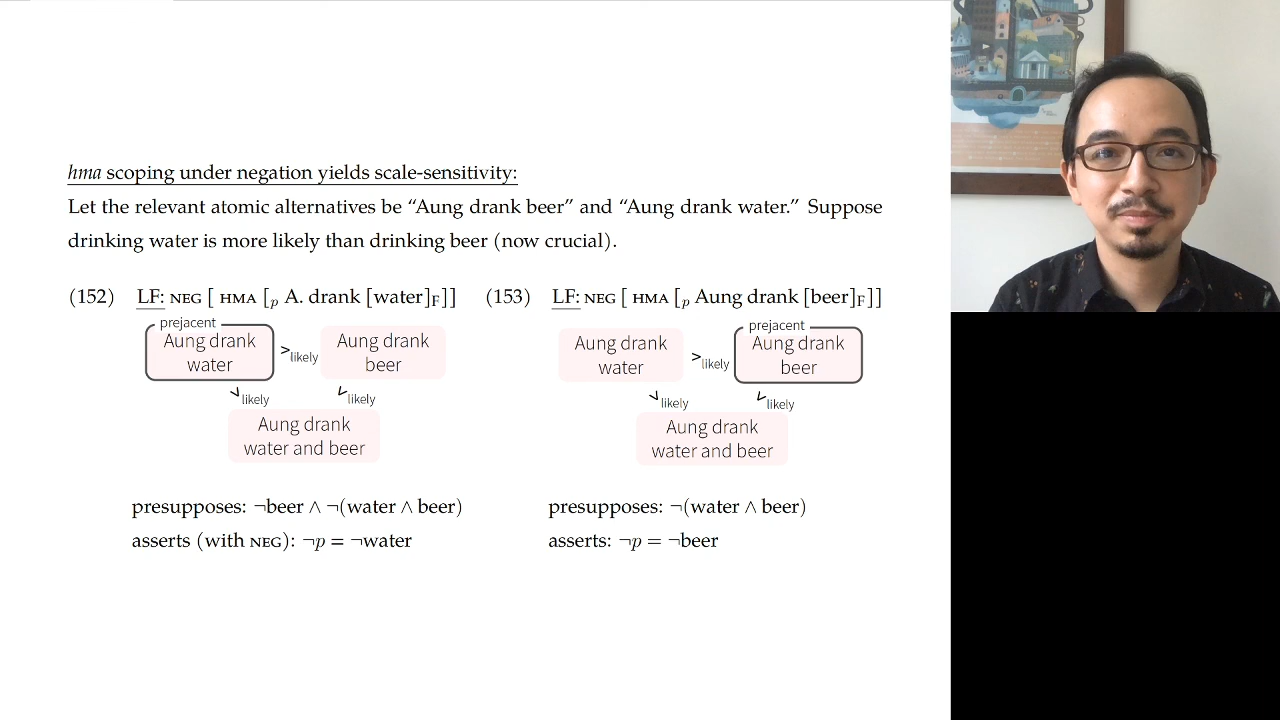 hma scoping under negation yields scale-sensitivity:
Let the relevant atomic alternatives be “Aung drank beer” and “Aung drank water.” Suppose
drinking water is more likely than drinking beer (now crucial).
(152) LF: NEG [ HMA [p A. drank [water]F]]
prejacent
Aung drank
water
>likely
Aung drank
beer
>likely
>likely
Aung drank
water and beer
presupposes: ¬beer ∧ ¬(water ∧ beer)
asserts (with NEG): ¬p = ¬water
(153) LF: NEG [ HMA [p Aung drank [beer]F]]
Aung drank
water
>likely
prejacent
Aung drank
beer
>likely
>likely
Aung drank
water and beer
presupposes: ¬(water ∧ beer)
asserts: ¬p = ¬beer